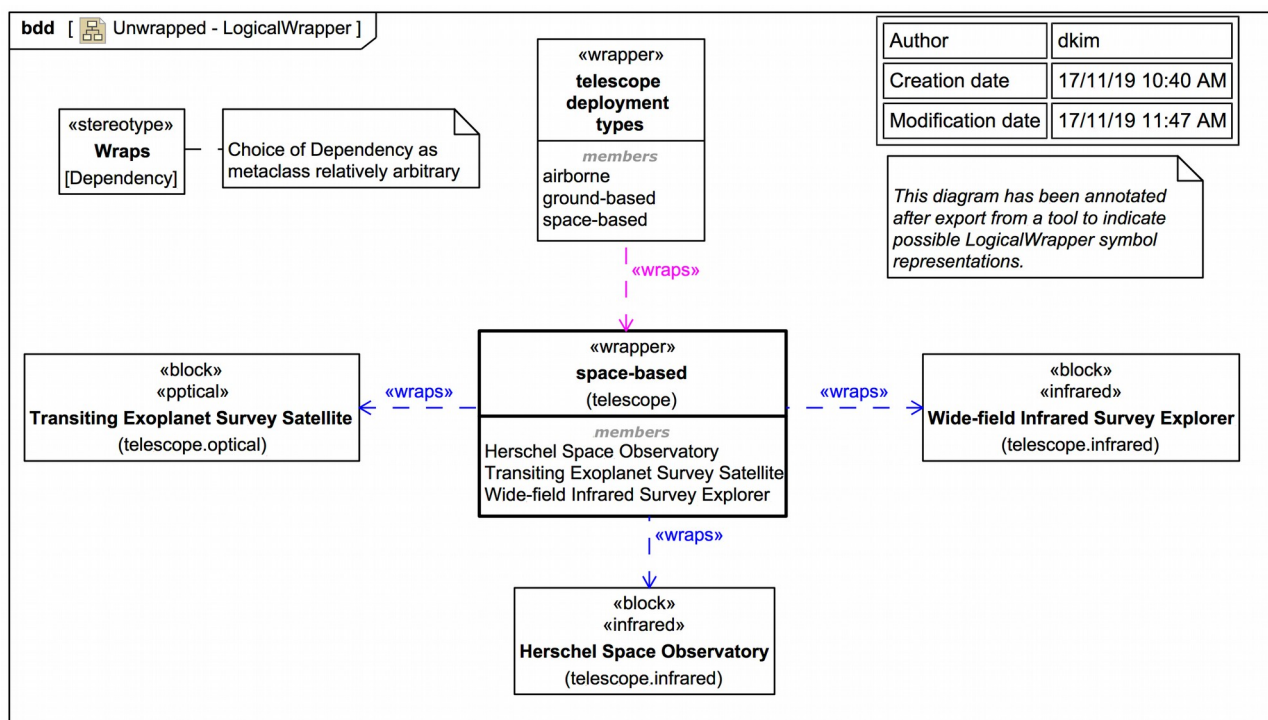 bdd [ Unwrapped - LogicalWrapper ]
«wrapper»
telescope
deployment
types
members
airborne
ground-based
space-based
Author dkim
Creation date 17/11/19 10:40 AM
Modification date 17/11/19 11:47 AM
«stereotype»
Wraps
[Dependency]
Choice of Dependency as
metaclass relatively arbitrary
This diagram has been annotated
after export from a tool to indicate
possible LogicalWrapper symbol
representations.
«wraps»
«block»
«pptical»
Transiting Exoplanet Survey Satellite
(telescope.optical)
«wraps»
«wrapper»
space-based
(telescope)
members
Herschel Space Observatory
Transiting Exoplanet Survey Satellite
Wide-field Infrared Survey Explorer
«wraps»
«block»
«infrared»
Wide-field Infrared Survey Explorer
(telescope.infrared)
«wraps»
«block»
«infrared»
Herschel Space Observatory
(telescope.infrared)